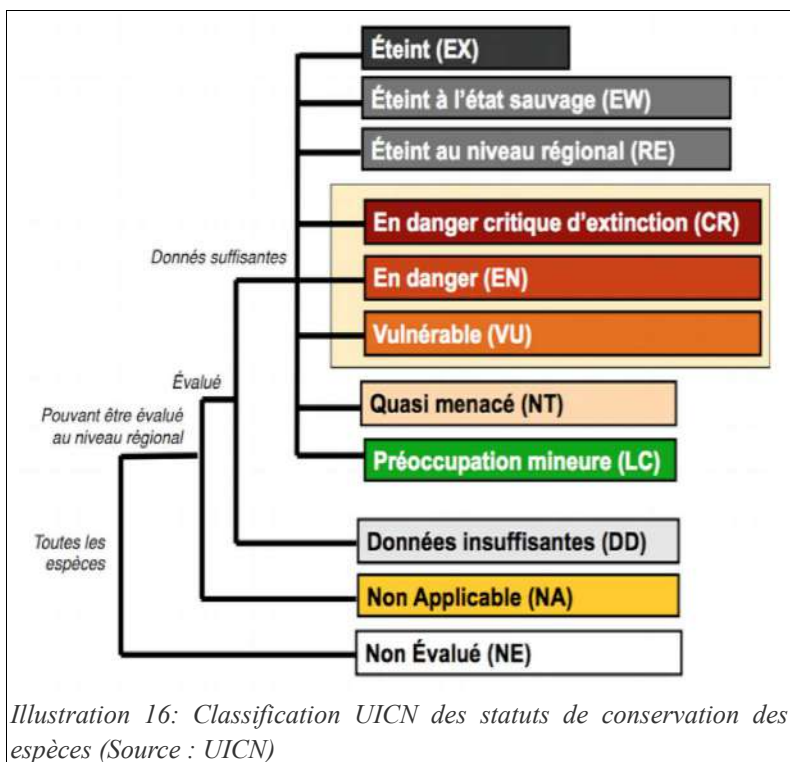 Éteint (EX)
Éteint à l'état sauvage (EW)
Éteint au niveau régional (RE)
En danger critique d'extinction (CR)
Donnés suffisantes
En danger (EN)
Vulnérable (VU)
Évalué
Quasi menacé (NT)
Pouvant être évalué
au niveau régional
Préoccupation mineure (LC)
Toutes les
espèces
Données insuffisantes (DD)
Non Applicable (NA)
Non Évalué (NE)
Illustration 16: Classification UICN des statuts de conservation des
espèces (Source : UICN)